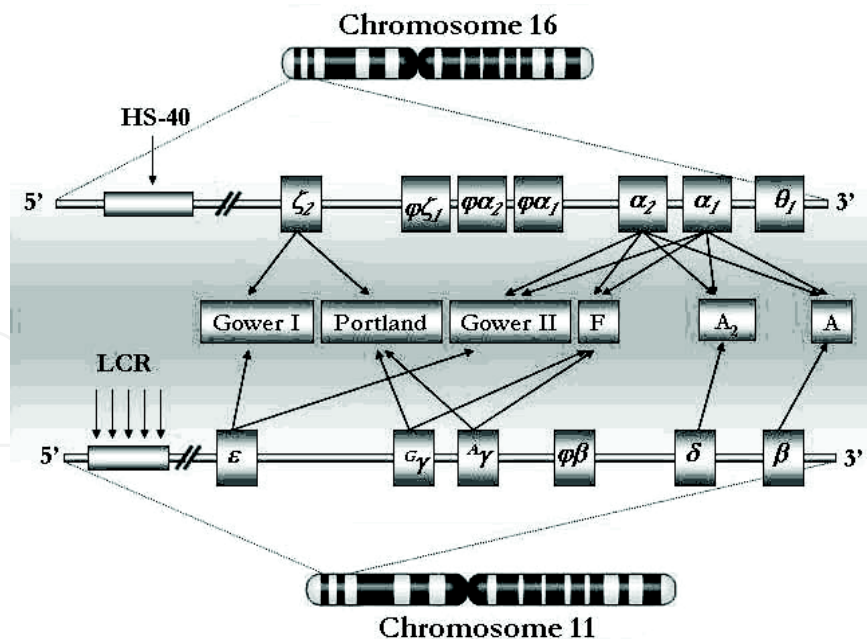 Chromosome 16
HS-40
5’ ζ2 φζ1 φα2 φα1 α2 α1 θ1 3’
Gower I Portland Gower II F A2 A
LCR
5’ ε Gγ Aγ φβ δ β 3’
Chromosome 11